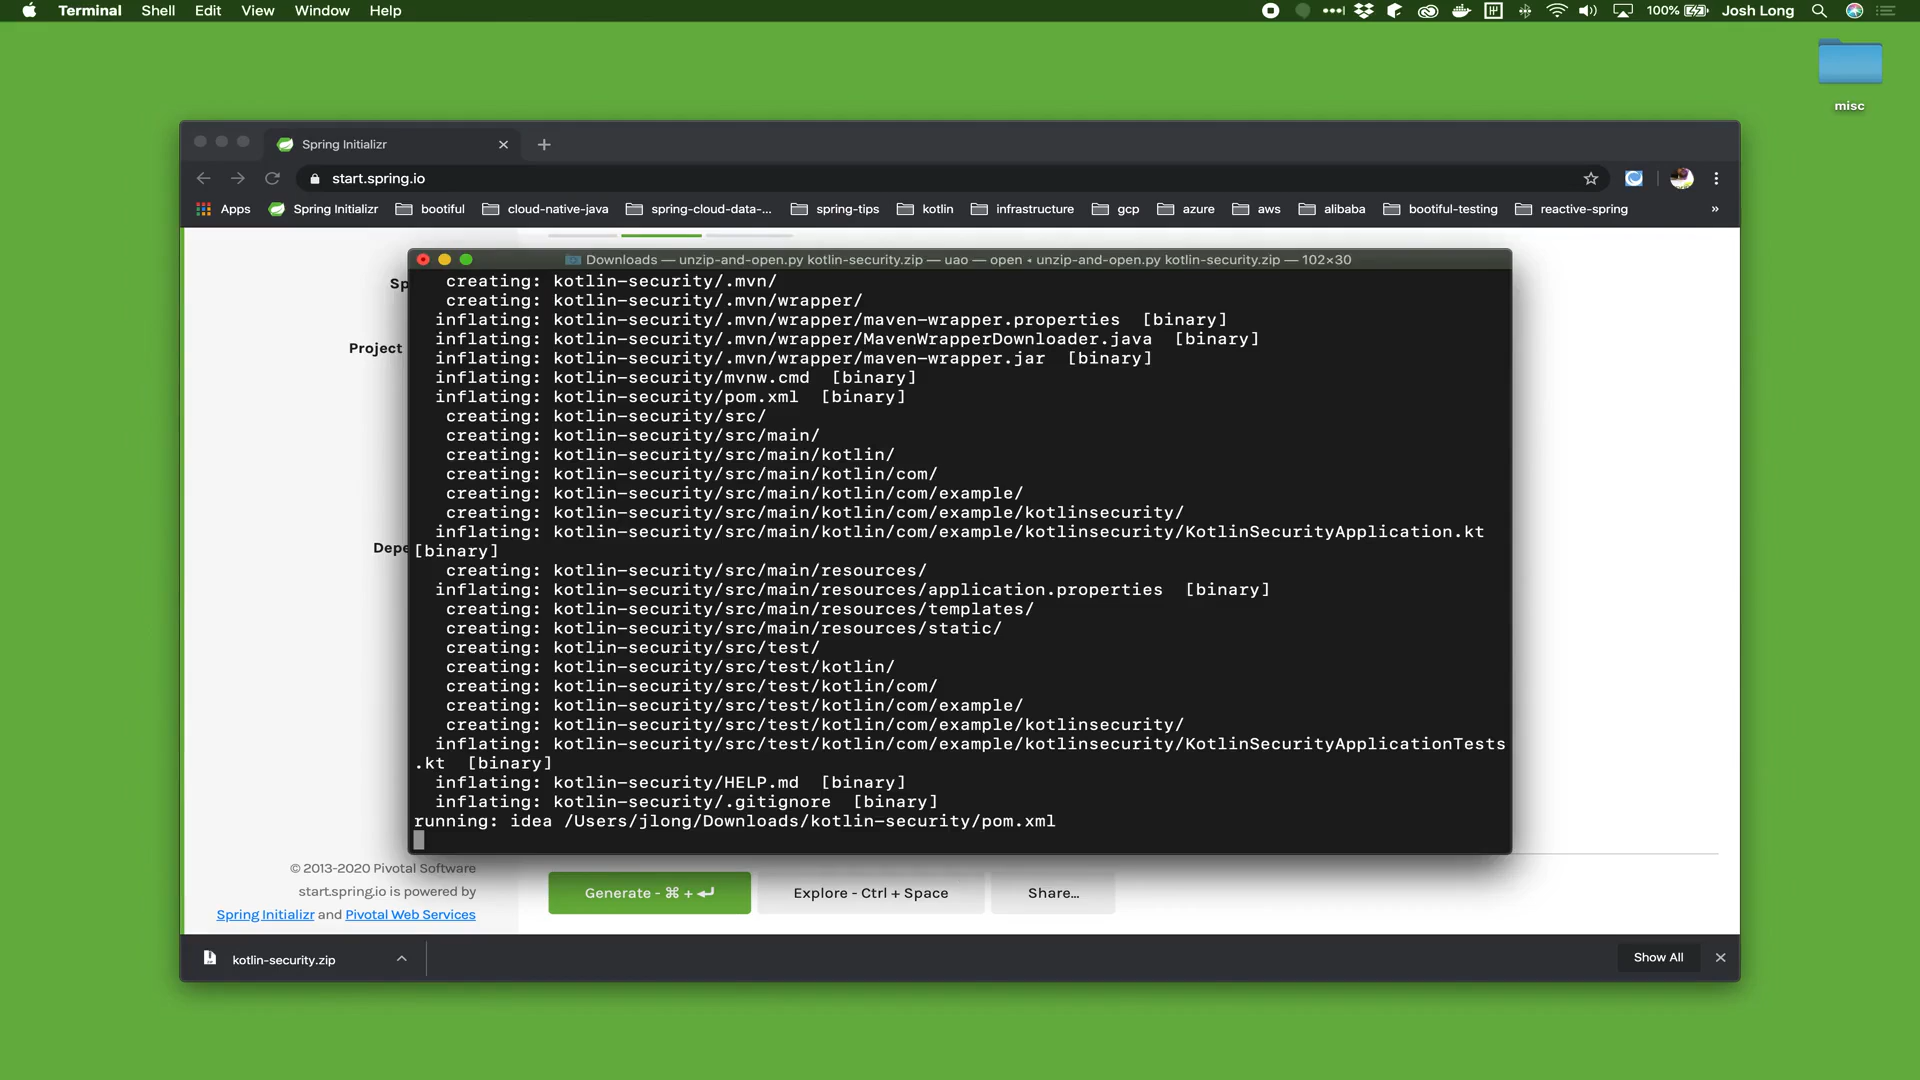 Terminal Shell Edit View Window Help 100% Josh Long
misc
Spring Initializr
start.spring.io
Apps Spring Initializr bootiful cloud-native-java spring-cloud-data-... spring-tips kotlin infrastructure gcp azure aws alibaba bootiful-testing reactive-spring »
Downloads — unzip-and-open.py kotlin-security.zip — uao — open ◂ unzip-and-open.py kotlin-security.zip — 102×30
Sp
Project
Depe
creating: kotlin-security/.mvn/
creating: kotlin-security/.mvn/wrapper/
inflating: kotlin-security/.mvn/wrapper/maven-wrapper.properties [binary]
inflating: kotlin-security/.mvn/wrapper/MavenWrapperDownloader.java [binary]
inflating: kotlin-security/.mvn/wrapper/maven-wrapper.jar [binary]
inflating: kotlin-security/mvnw.cmd [binary]
inflating: kotlin-security/pom.xml [binary]
creating: kotlin-security/src/
creating: kotlin-security/src/main/
creating: kotlin-security/src/main/kotlin/
creating: kotlin-security/src/main/kotlin/com/
creating: kotlin-security/src/main/kotlin/com/example/
creating: kotlin-security/src/main/kotlin/com/example/kotlinsecurity/
inflating: kotlin-security/src/main/kotlin/com/example/kotlinsecurity/KotlinSecurityApplication.kt
[binary]
creating: kotlin-security/src/main/resources/
inflating: kotlin-security/src/main/resources/application.properties [binary]
creating: kotlin-security/src/main/resources/templates/
creating: kotlin-security/src/main/resources/static/
creating: kotlin-security/src/test/
creating: kotlin-security/src/test/kotlin/
creating: kotlin-security/src/test/kotlin/com/
creating: kotlin-security/src/test/kotlin/com/example/
creating: kotlin-security/src/test/kotlin/com/example/kotlinsecurity/
inflating: kotlin-security/src/test/kotlin/com/example/kotlinsecurity/KotlinSecurityApplicationTests
.kt [binary]
inflating: kotlin-security/HELP.md [binary]
inflating: kotlin-security/.gitignore [binary]
running: idea /Users/jlong/Downloads/kotlin-security/pom.xml
© 2013-2020 Pivotal Software
start.spring.io is powered by
Spring Initializr and Pivotal Web Services
Generate - ⌘ + ↵ Explore - Ctrl + Space Share...
kotlin-security.zip Show All